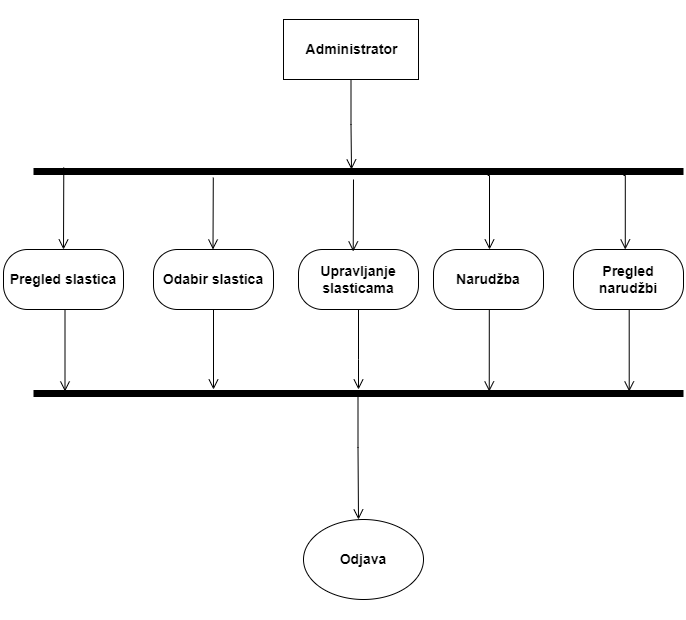 Administrator
Pregled slastica
Odabir slastica
Upravljanje
slasticama
Narudžba
Pregled
narudžbi
Odjava